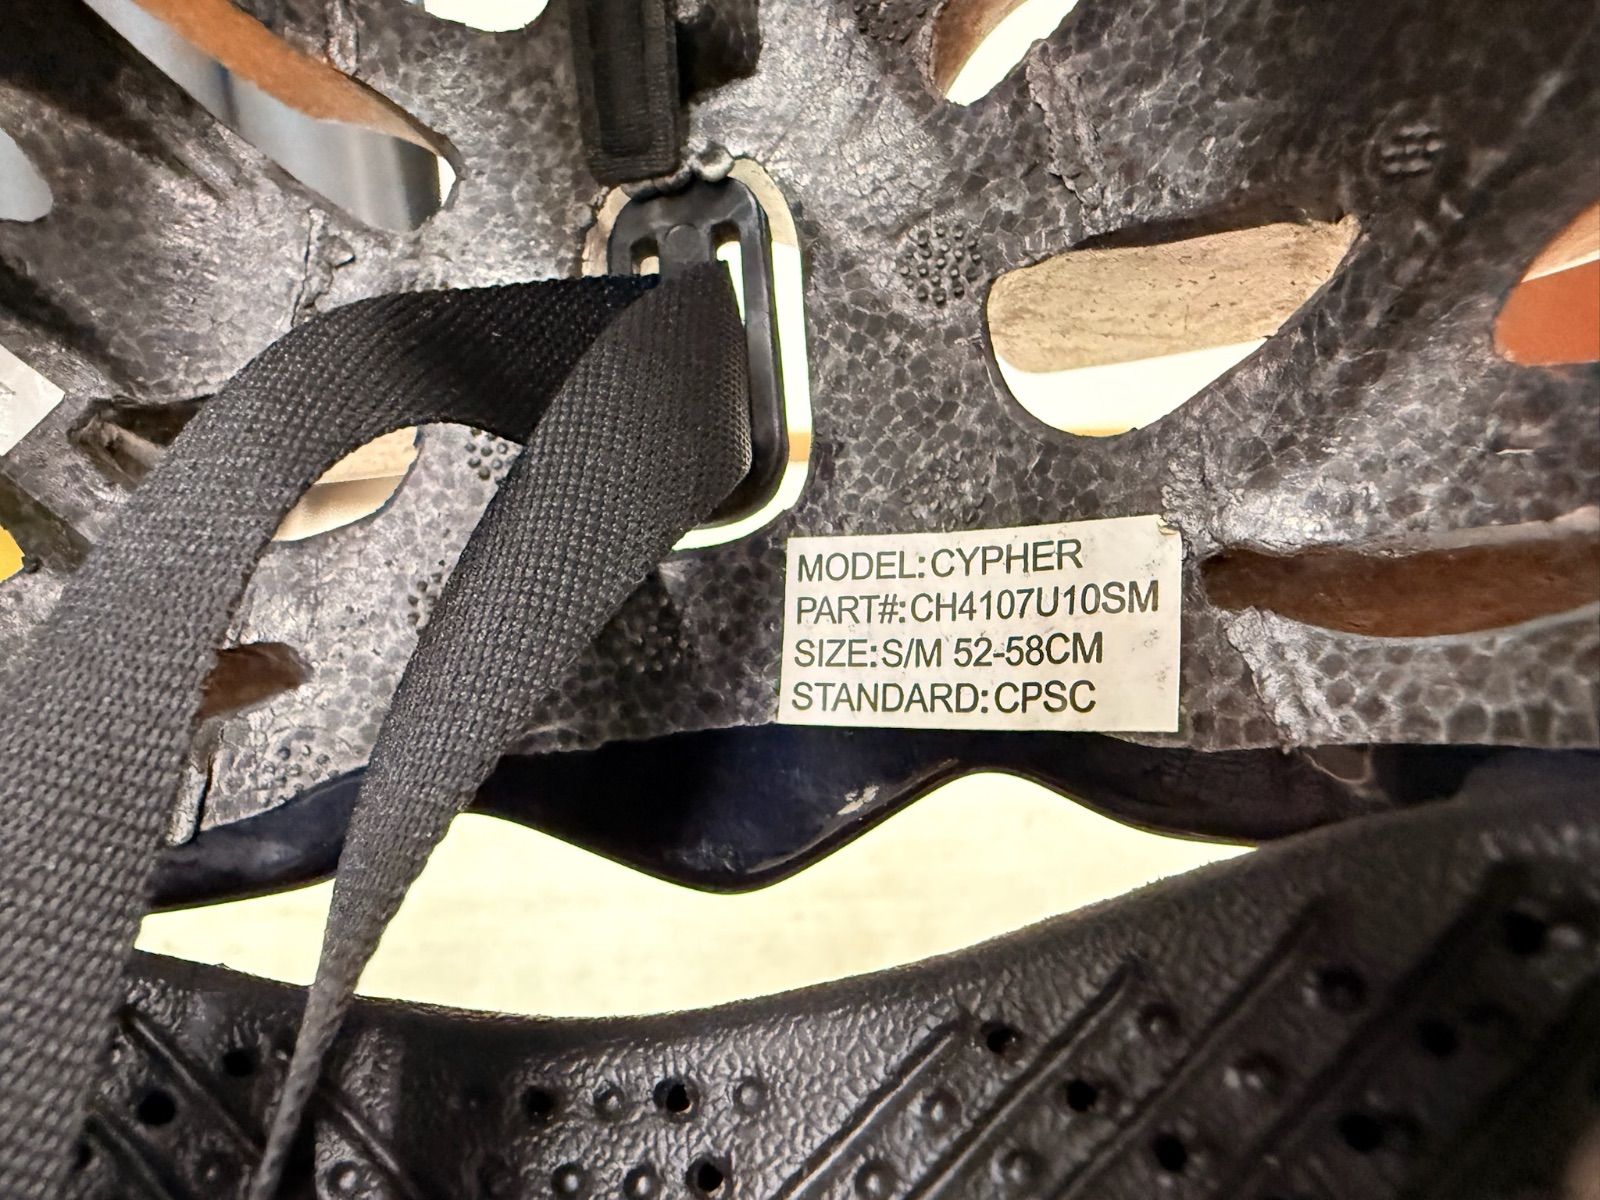 MODEL:CYPHER
PART#:CH4107U10SM
SIZE:S/M 52-58CM
STANDARD:CPSC